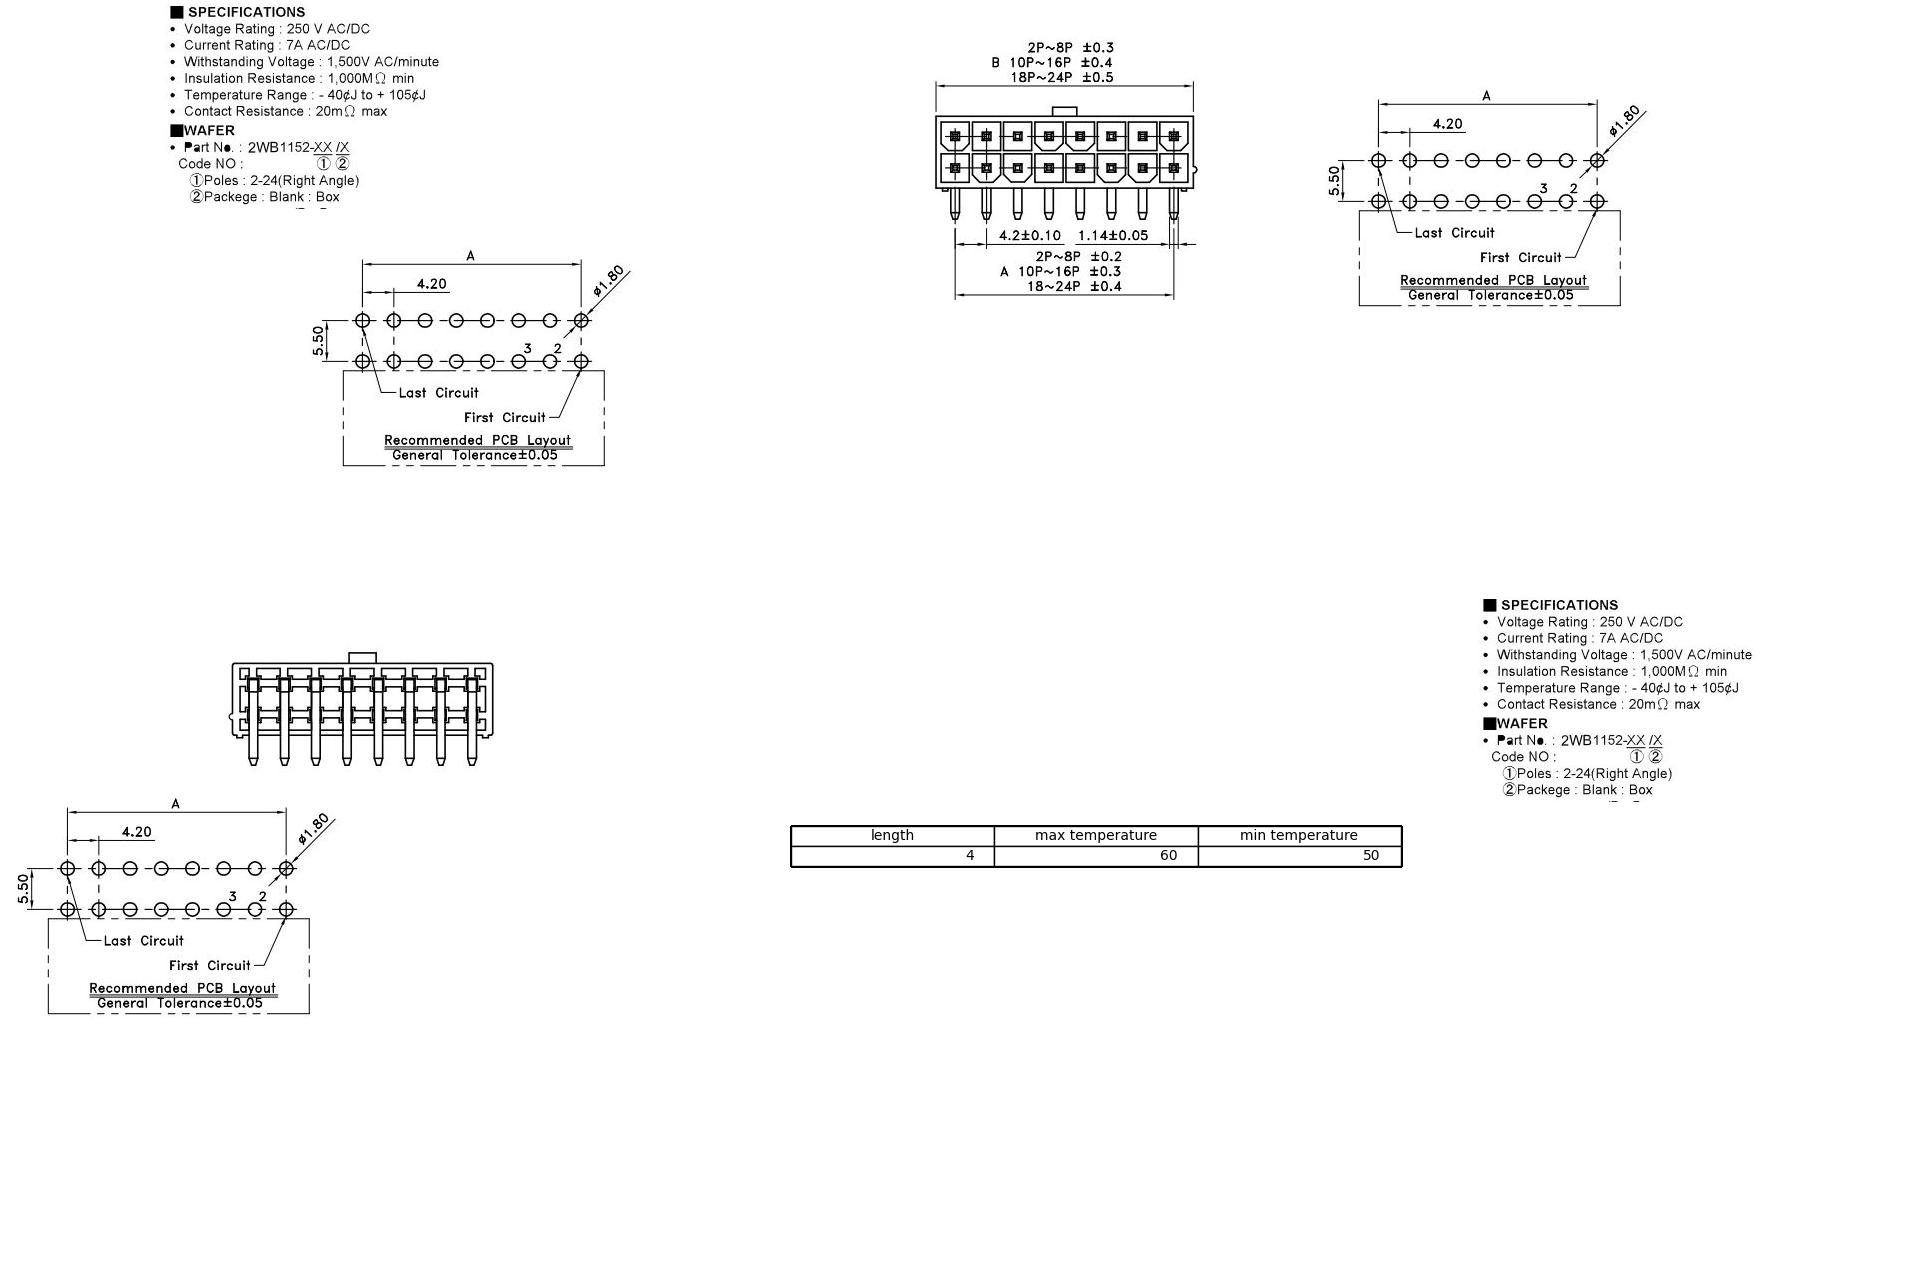 ■ SPECIFICATIONS
• Voltage Rating : 250 V AC/DC
• Current Rating : 7A AC/DC
• Withstanding Voltage : 1,500V AC/minute
• Insulation Resistance : 1,000MΩ min
• Temperature Range : - 40¢J to + 105¢J
• Contact Resistance : 20mΩ max
■WAFER
• Part No. : 2WB1152-XX /X
Code NO : ① ②
①Poles : 2-24(Right Angle)
②Packege : Blank : Box
2P~8P ±0.3
B 10P~16P ±0.4
18P~24P ±0.5
4.2±0.10 1.14±0.05
2P~8P ±0.2
A 10P~16P ±0.3
18~24P ±0.4
A
4.20
ø1.80
5.50
3 2
Last Circuit
First Circuit
Recommended PCB Layout
General Tolerance±0.05
A
4.20
ø1.80
5.50
3 2
Last Circuit
First Circuit
Recommended PCB Layout
General Tolerance±0.05
■ SPECIFICATIONS
• Voltage Rating : 250 V AC/DC
• Current Rating : 7A AC/DC
• Withstanding Voltage : 1,500V AC/minute
• Insulation Resistance : 1,000MΩ min
• Temperature Range : - 40¢J to + 105¢J
• Contact Resistance : 20mΩ max
■WAFER
• Part No. : 2WB1152-XX /X
Code NO : ① ②
①Poles : 2-24(Right Angle)
②Packege : Blank : Box
A
4.20
ø1.80
5.50
3 2
Last Circuit
First Circuit
Recommended PCB Layout
General Tolerance±0.05
length max temperature min temperature
4 60 50